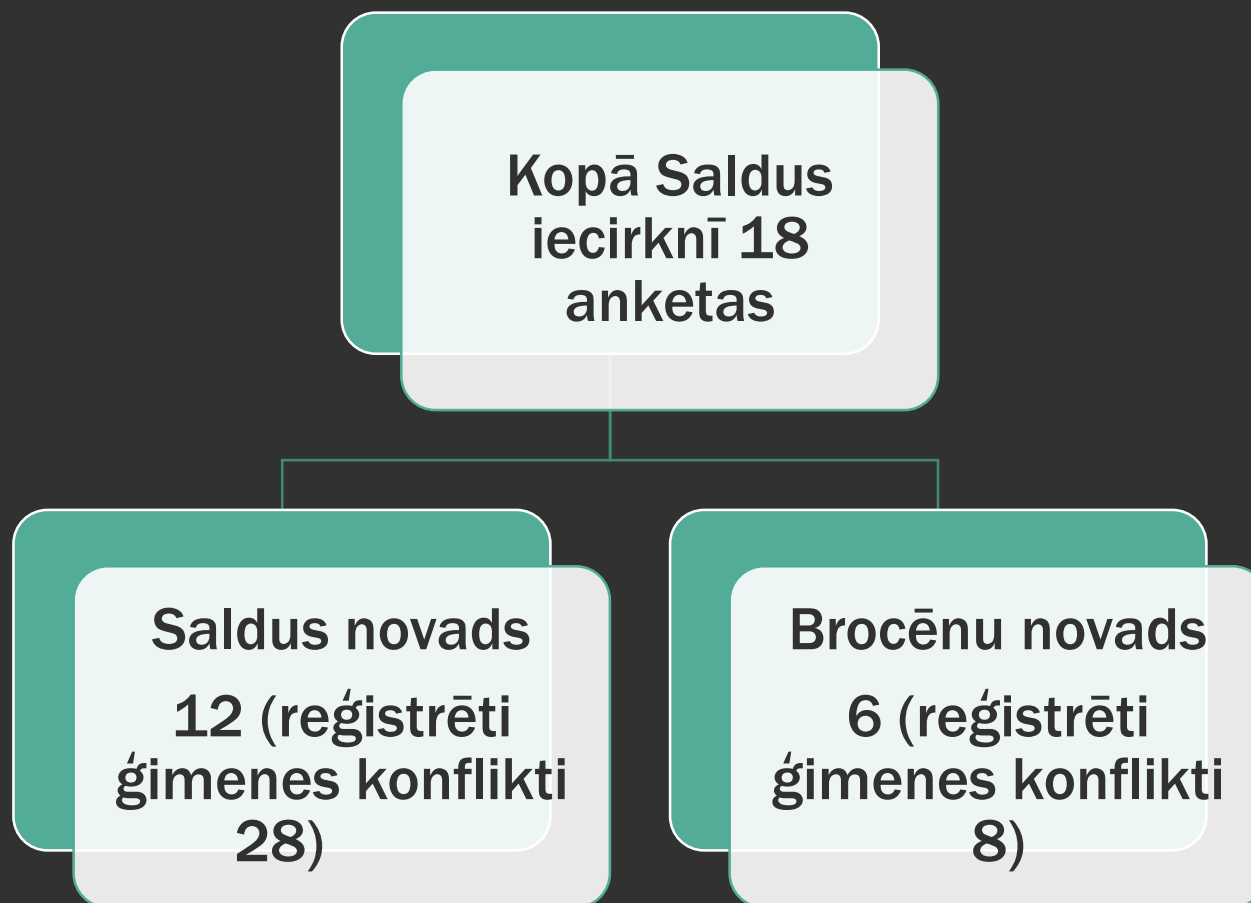 Kopā Saldus
iecirknī 18
anketas
Saldus novads
12 (reģistrēti
ģimenes konflikti
28)
Brocēnu novads
6 (reģistrēti
ģimenes konflikti
8)